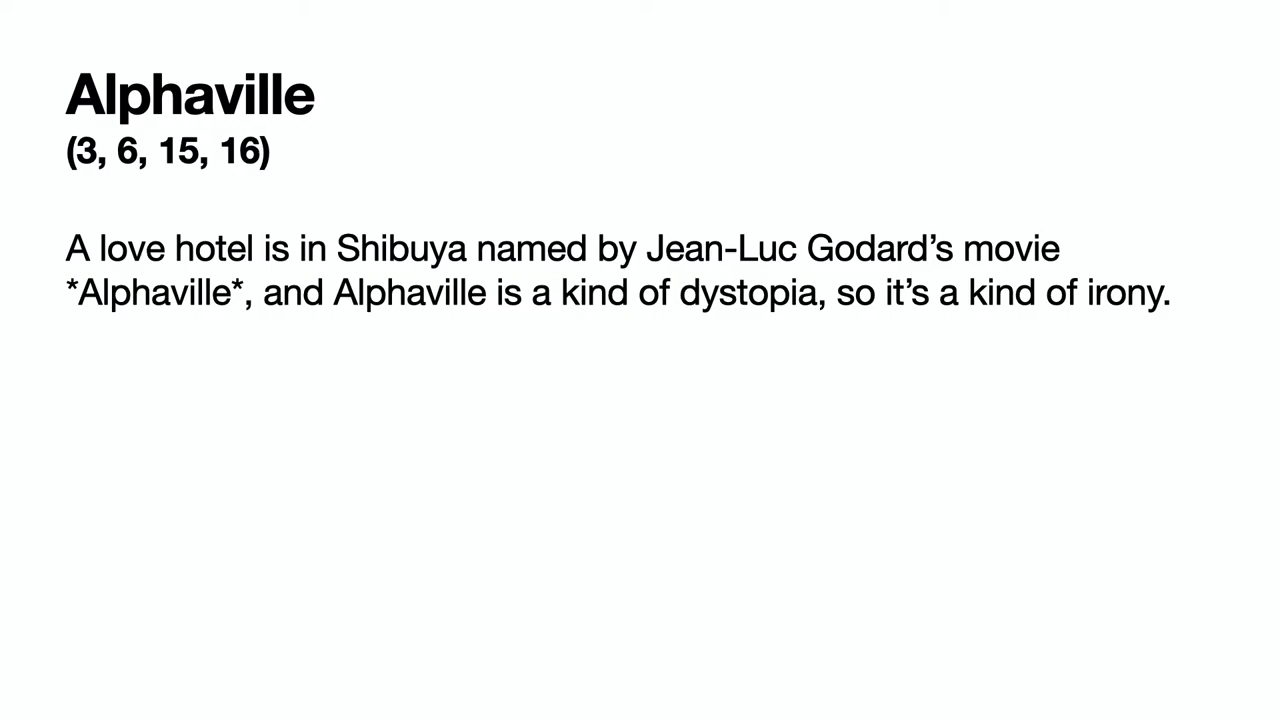 Alphaville
(3, 6, 15, 16)
A love hotel is in Shibuya named by Jean-Luc Godard’s movie
*Alphaville*, and Alphaville is a kind of dystopia, so it’s a kind of irony.